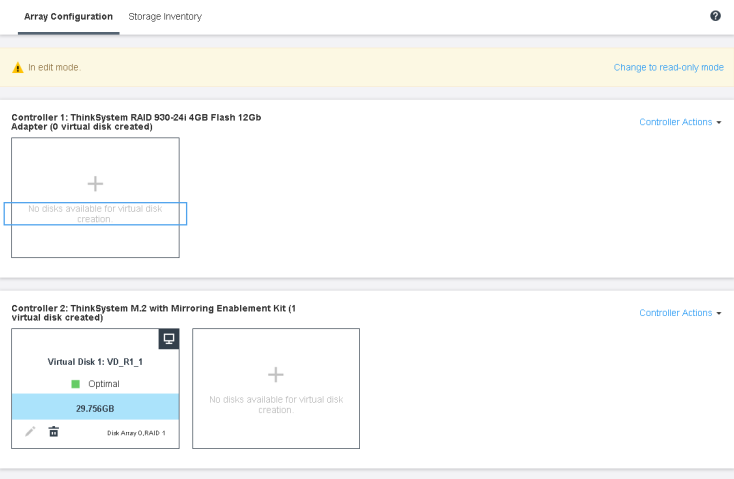 Array Configuration
Storage Inventory
In edit mode.
Change to read-only mode
Controller 1: ThinkSystem RAID 930-24i 4GB Flash 12Gb
Adapter (0 virtual disk created)
Controller Actions
No disks available for virtual disk
creation.
Controller 2: ThinkSystem M.2 with Mirroring Enablement Kit (1
virtual disk created)
Controller Actions
Virtual Disk 1: VD_R1_1
Optimal
29.756GB
Disk Array 0,RAID 1
No disks available for virtual disk
creation.